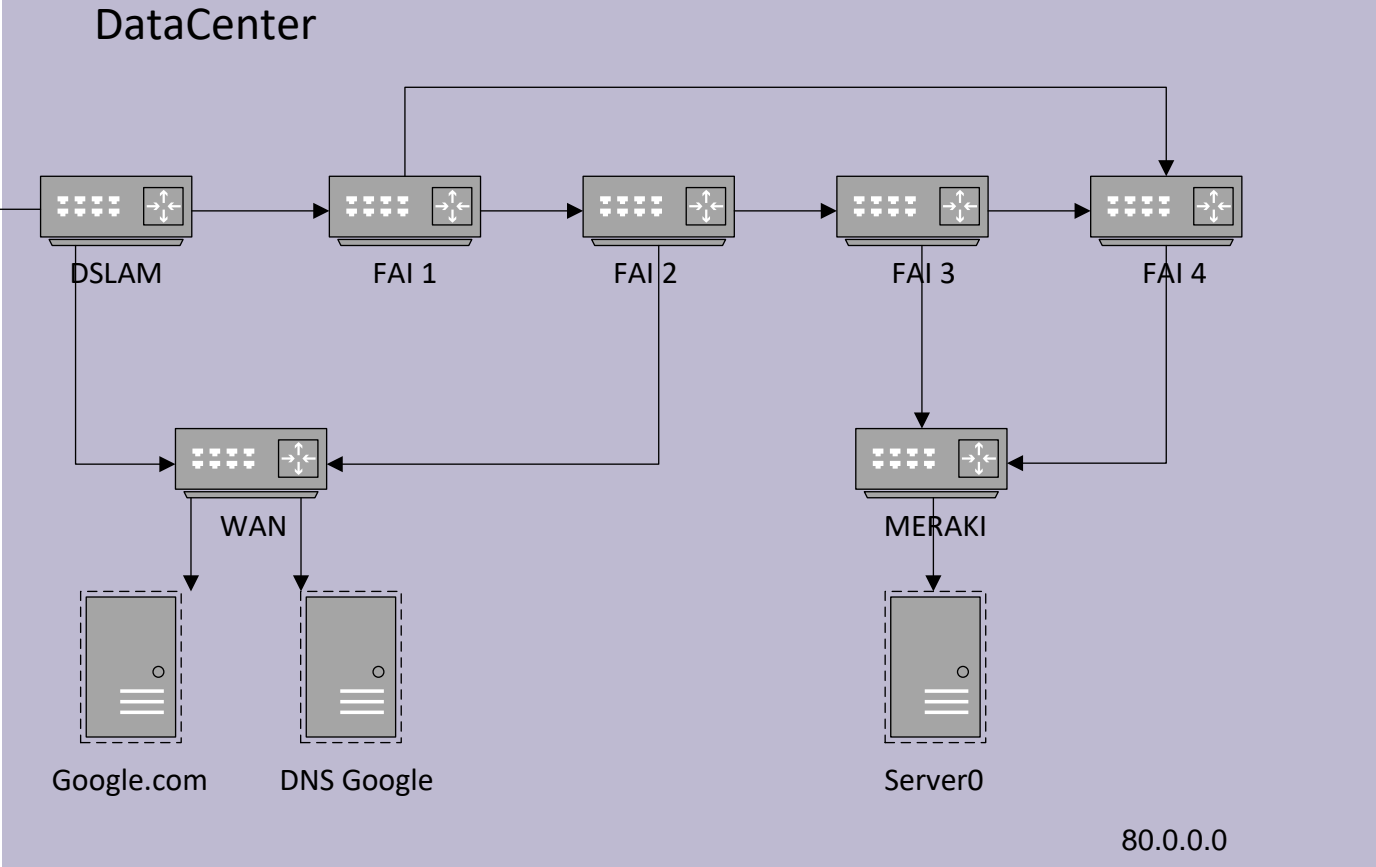 DataCenter
DSLAM
FAI 1
FAI 2
FAI 3
FAI 4
WAN
MERAKI
Google.com
DNS Google
Server0
80.0.0.0